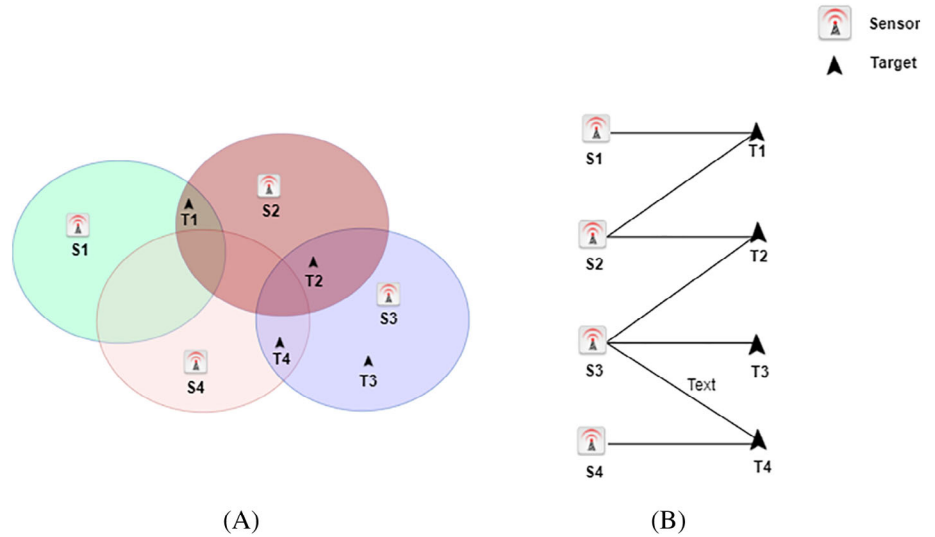 Sensor
Target
S1
T1
S2
T2
S3
T4
T3
S4
S1
T1
S2
T2
S3
T3
Text
S4
T4
(A)
(B)